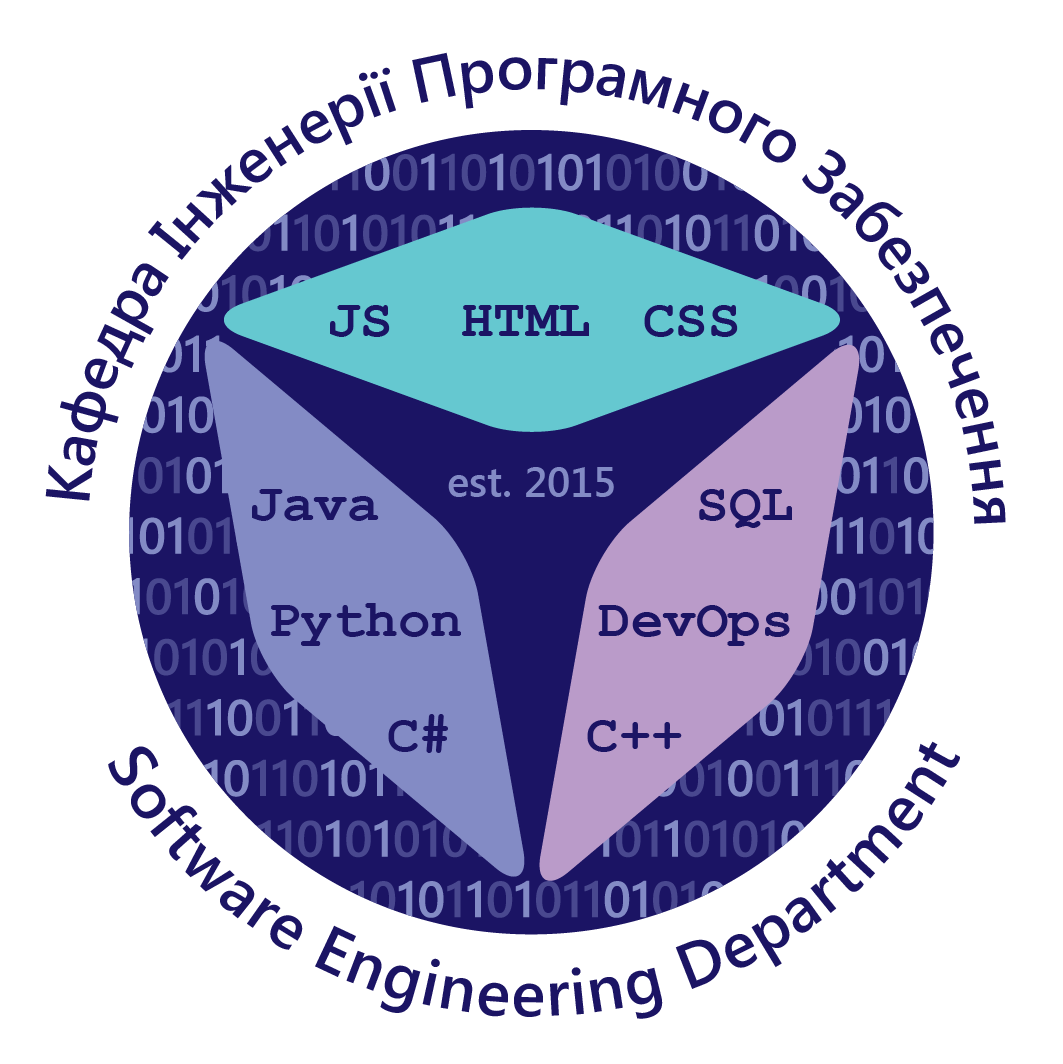 Кафедра Інженерії Програмного Забезпечення
JS HTML CSS
est. 2015
Java
Python
C#
SQL
DevOps
C++
Software Engineering Department